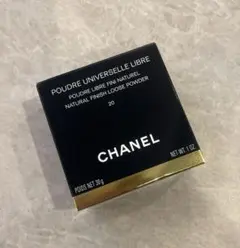 POUDRE UNIVERSELLE LIBRE
POUDRE LIBRE FINI NATUREL
NATURAL FINISH LOOSE POWDER
20
CHANEL
POIDS NET 30 g
NET WT. 1 OZ.